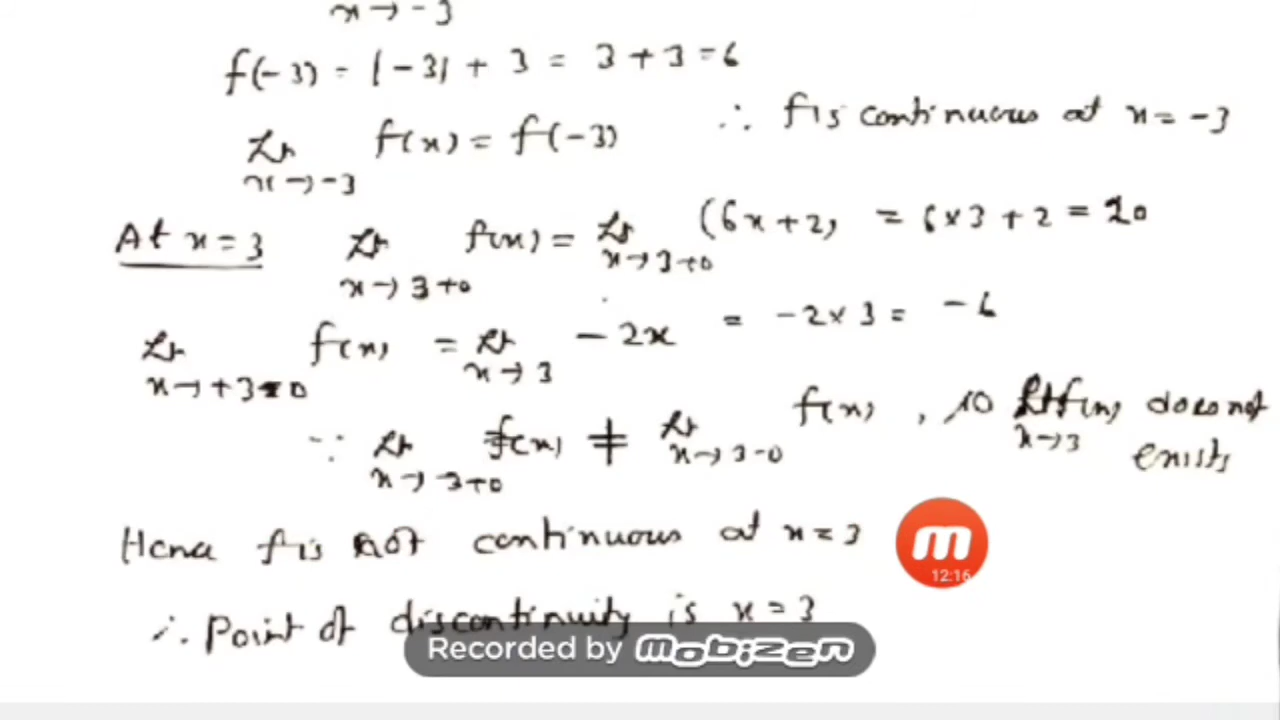 x → -3
f(-3) = |-3| + 3 = 3 + 3 = 6
∴ f is continuous at x = -3
Lt f(x) = f(-3)
x → -3
At x = 3 Lt f(x) = Lt (6x + 2) = 6 × 3 + 2 = 20
x → 3+0 x → 3+0
Lt f(x) = Lt -2x = -2 × 3 = -6
x → +3-0 x → 3
∵ Lt f(x) ≠ Lt f(x), so Lt f(x) does not
x → 3+0 x → 3-0 x → 3 exists
Hence f is not continuous at x = 3
∴ Point of discontinuity is x = 3
12:16
Recorded by mobizen